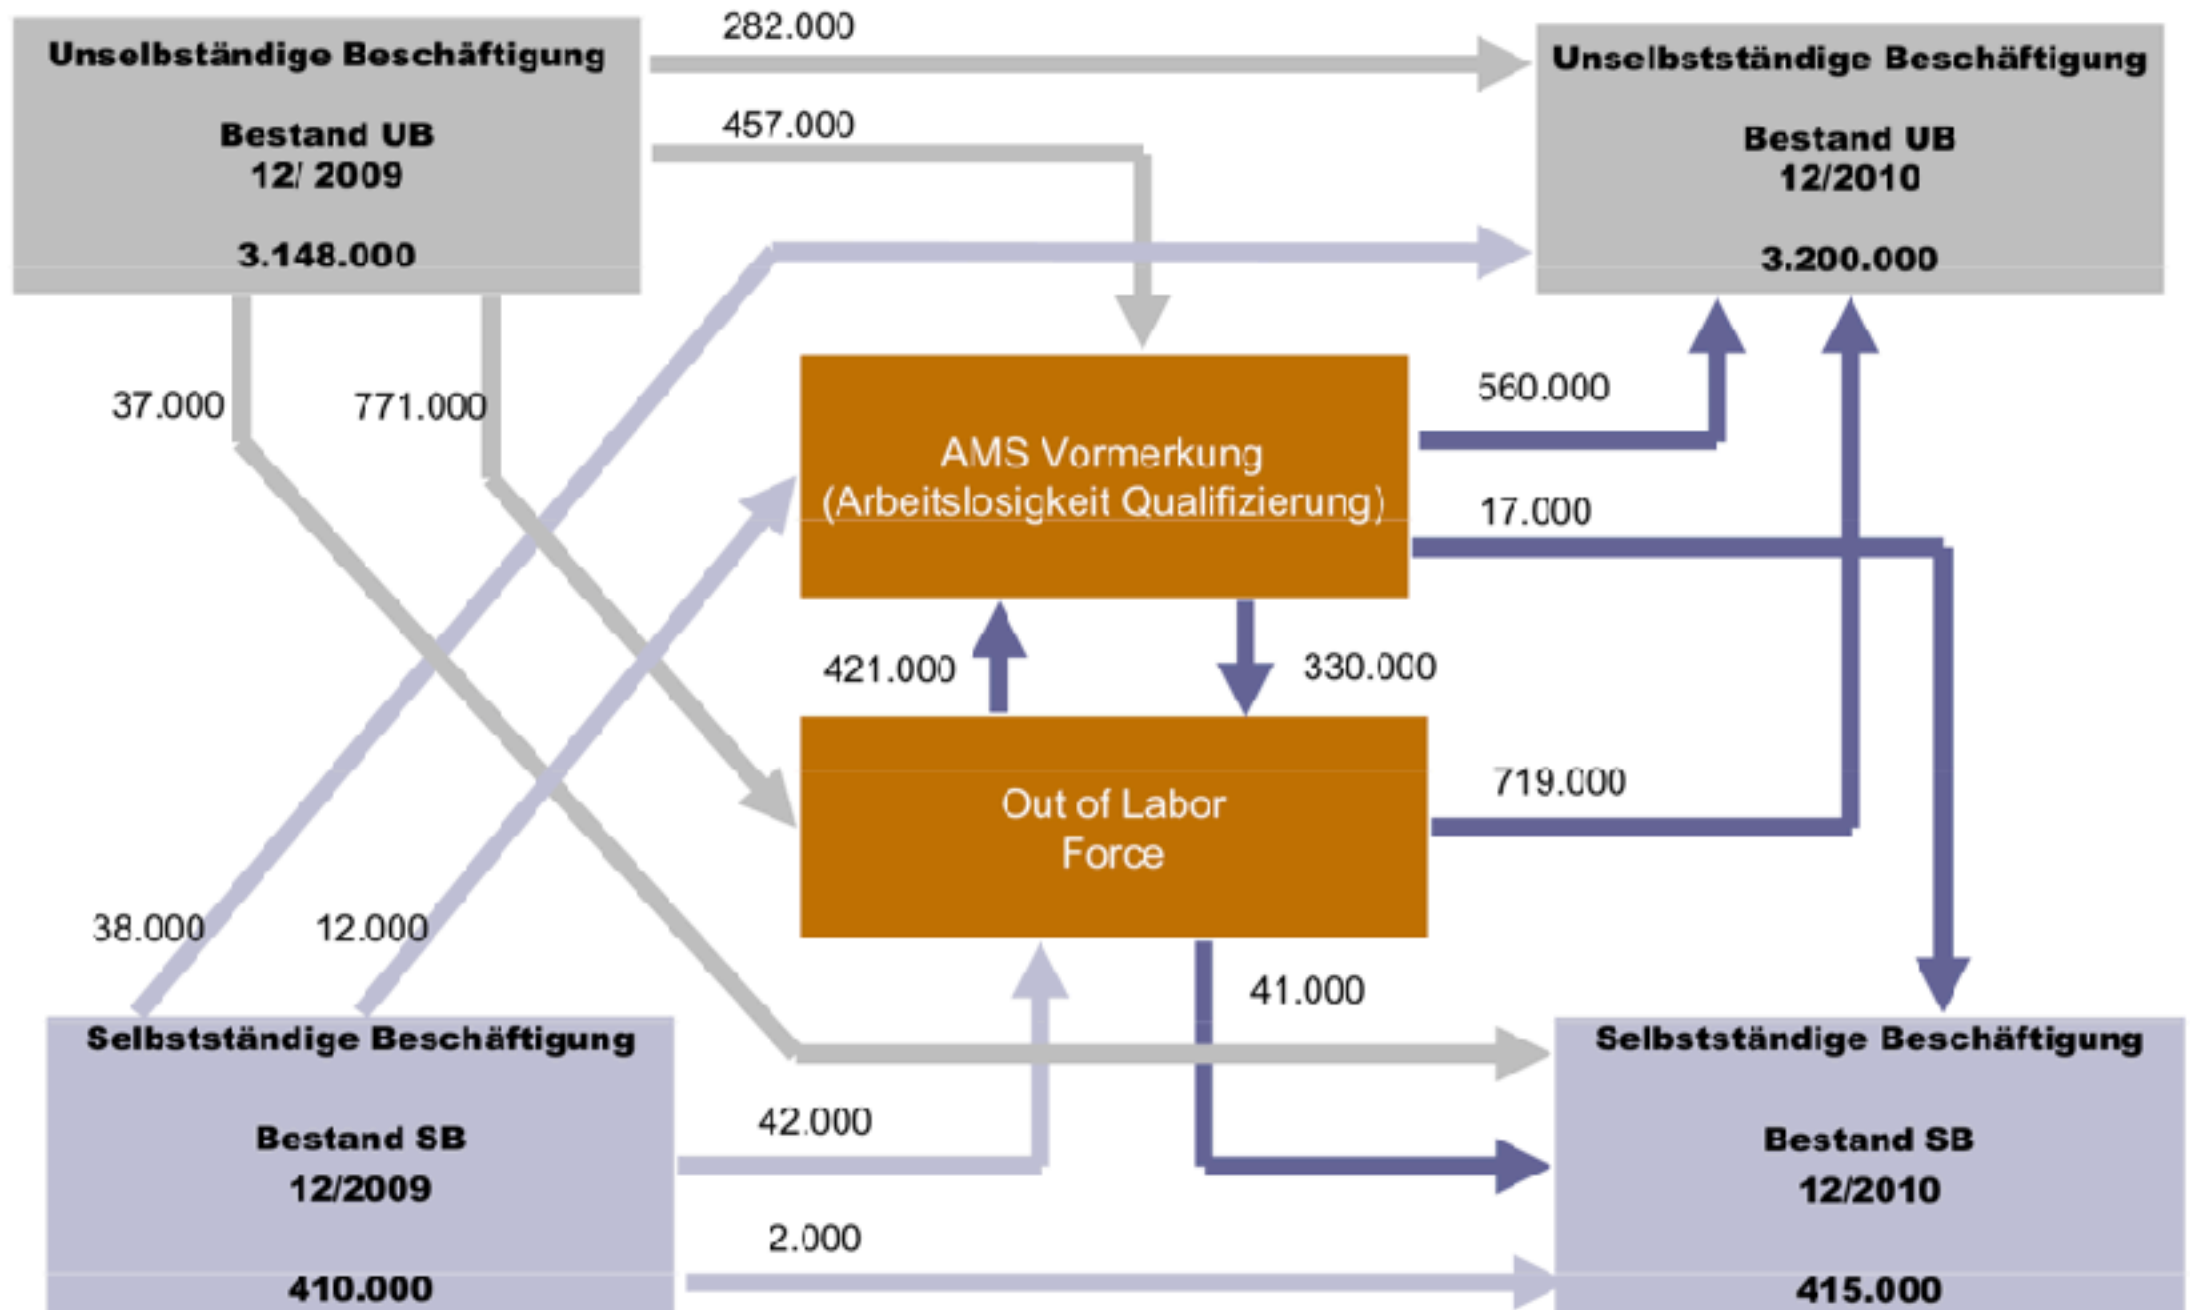 282.000
Unselbständige Beschäftigung
Bestand UB
12/ 2009
3.148.000
457.000
Unselbstständige Beschäftigung
Bestand UB
12/2010
3.200.000
37.000
771.000
AMS Vormerkung
(Arbeitslosigkeit Qualifizierung)
560.000
17.000
421.000
330.000
Out of Labor
Force
719.000
38.000
12.000
41.000
Selbstständige Beschäftigung
Bestand SB
12/2009
410.000
42.000
2.000
Selbstständige Beschäftigung
Bestand SB
12/2010
415.000